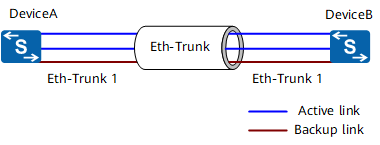 DeviceA
DeviceB
S
Eth-Trunk
S
Eth-Trunk 1
Eth-Trunk 1
Active link
Backup link